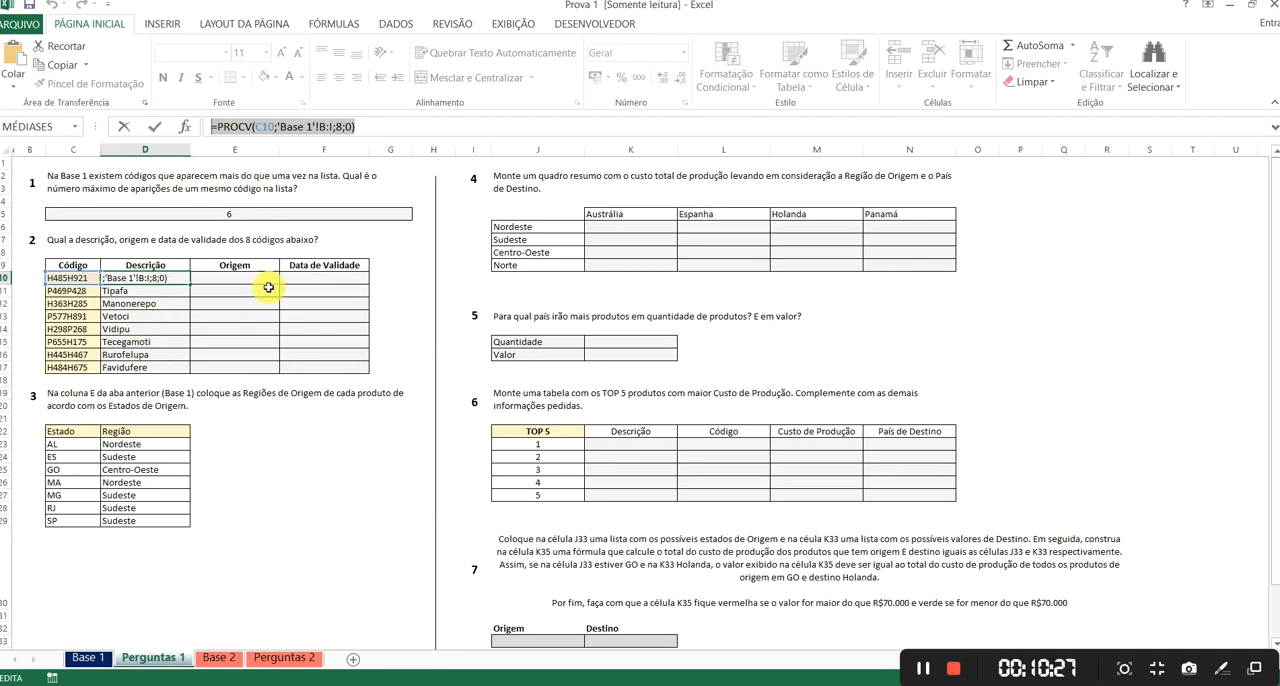 Prova 1 [Somente leitura] - Excel
ARQUIVO PÁGINA INICIAL INSERIR LAYOUT DA PÁGINA FÓRMULAS DADOS REVISÃO EXIBIÇÃO DESENVOLVEDOR Entra
Colar
Recortar
Copiar
Pincel de Formatação
Área de Transferência
11
N I S
Fonte
Quebrar Texto Automaticamente
Mesclar e Centralizar
Alinhamento
Geral
% 000
Número
Formatação Condicional
Formatar como Tabela
Estilos de Célula
Estilo
Inserir Excluir Formatar
Células
AutoSoma
Preencher
Limpar
Classificar e Filtrar
Localizar e Selecionar
Edição
MÉDIASES =PROCV(C10;'Base 1'!B:I;8;0)
B C D E F G H I J K L M N O P Q R S T U
1 Na Base 1 existem códigos que aparecem mais do que uma vez na lista. Qual é o
número máximo de aparições de um mesmo código na lista?
6
2 Qual a descrição, origem e data de validade dos 8 códigos abaixo?
Código Descrição Origem Data de Validade
H485H921 ;'Base 1'!B:I;8;0)
P469P428 Tipafa
H363H285 Manonerepo
P577H891 Vetoci
H298P268 Vidipu
P655H175 Tecegamoti
H445H467 Rurofelupa
H484H675 Favidufere
3 Na coluna E da aba anterior (Base 1) coloque as Regiões de Origem de cada produto de
acordo com os Estados de Origem.
Estado Região
AL Nordeste
ES Sudeste
GO Centro-Oeste
MA Nordeste
MG Sudeste
RJ Sudeste
SP Sudeste
4 Monte um quadro resumo com o custo total de produção levando em consideração a Região de Origem e o País
de Destino.
Austrália Espanha Holanda Panamá
Nordeste
Sudeste
Centro-Oeste
Norte
5 Para qual país irão mais produtos em quantidade de produtos? E em valor?
Quantidade
Valor
6 Monte uma tabela com os TOP 5 produtos com maior Custo de Produção. Complemente com as demais
informações pedidas.
TOP 5 Descrição Código Custo de Produção País de Destino
1
2
3
4
5
7 Coloque na célula J33 uma lista com os possíveis estados de Origem e na céula K33 uma lista com os possíveis valores de Destino. Em seguida, construa
na célula K35 uma fórmula que calcule o total do custo de produção dos produtos que tem origem E destino iguais as células J33 e K33 respectivamente.
Assim, se na célula J33 estiver GO e na K33 Holanda, o valor exibido na célula K35 deve ser igual ao total do custo de produção de todos os produtos de
origem em GO e destino Holanda.
Por fim, faça com que a célula K35 fique vermelha se o valor for maior do que R$70.000 e verde se for menor do que R$70.000
Origem Destino
Base 1 Perguntas 1 Base 2 Perguntas 2
EDITA
00:10:27